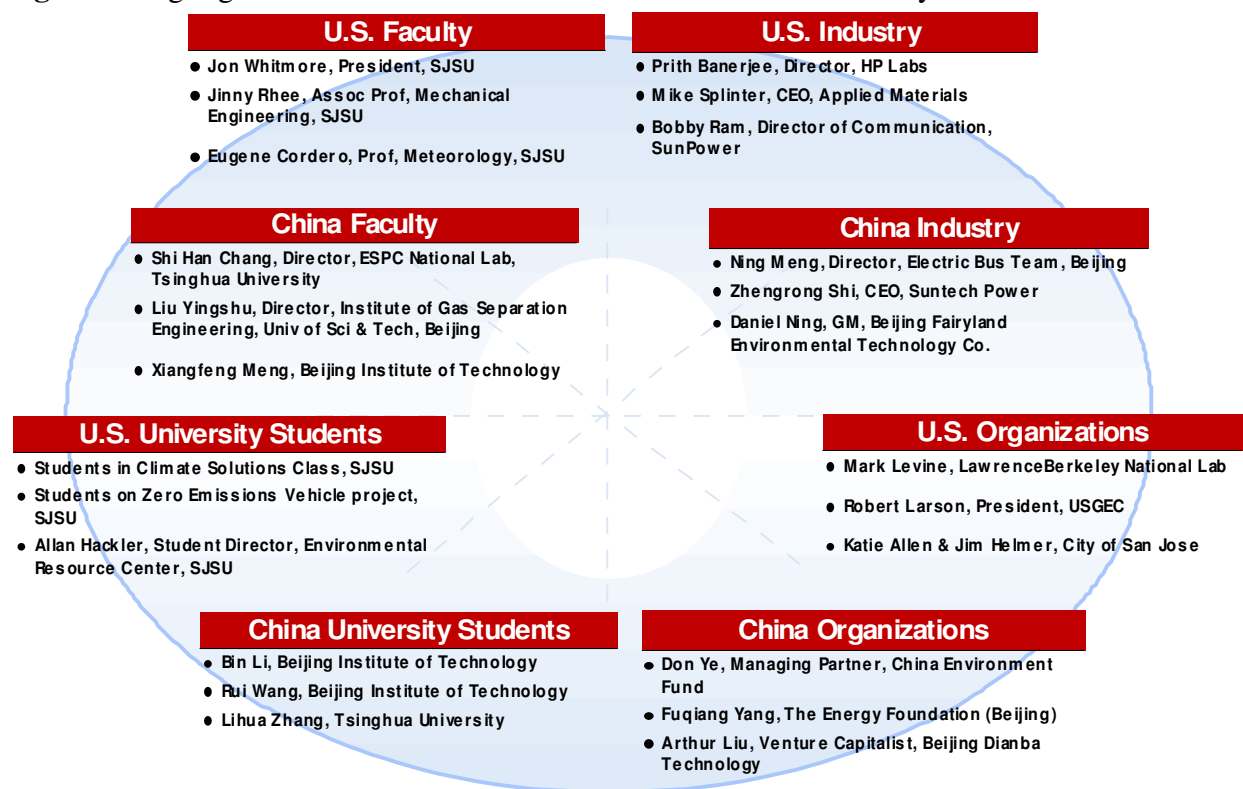 U.S. Faculty
• Jon Whitmore, President, SJSU
• Jinny Rhee, Assoc Prof, Mechanical
Engineering, SJSU
• Eugene Cordero, Prof, Meteorology, SJSU
U.S. Industry
• Prith Banerjee, Director, HP Labs
• Mike Splinter, CEO, Applied Materials
• Bobby Ram, Director of Communication,
SunPower
China Faculty
• Shi Han Chang, Director, ESPC National Lab,
Tsinghua University
• Liu Yingshu, Director, Institute of Gas Separation
Engineering, Univ of Sci & Tech, Beijing
• Xiangfeng Meng, Beijing Institute of Technology
China Industry
• Ning Meng, Director, Electric Bus Team, Beijing
• Zhengrong Shi, CEO, Suntech Power
• Daniel Ning, GM, Beijing Fairyland
Environmental Technology Co.
U.S. University Students
• Students in Climate Solutions Class, SJSU
• Students on Zero Emissions Vehicle project,
SJSU
• Allan Hackler, Student Director, Environmental
Resource Center, SJSU
U.S. Organizations
• Mark Levine, LawrenceBerkeley National Lab
• Robert Larson, President, USGEC
• Katie Allen & Jim Helmer, City of San Jose
China University Students
• Bin Li, Beijing Institute of Technology
• Rui Wang, Beijing Institute of Technology
• Lihua Zhang, Tsinghua University
China Organizations
• Don Ye, Managing Partner, China Environment
Fund
• Fuqiang Yang, The Energy Foundation (Beijing)
• Arthur Liu, Venture Capitalist, Beijing Dianba
Technology